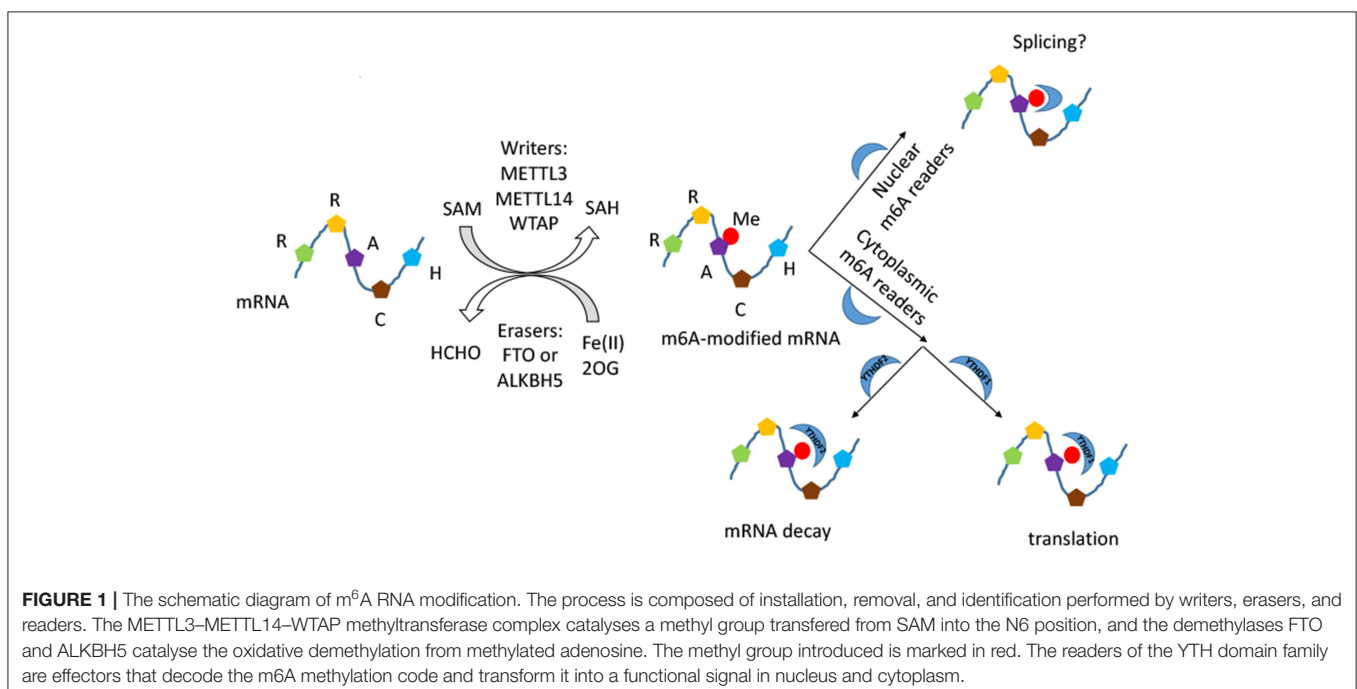 Splicing?
Writers:
METTL3
METTL14
WTAP
SAM
SAH
R
R
A
H
C
mRNA
HCHO
Erasers:
FTO or
ALKBH5
Fe(II)
2OG
R
R
Me
A
H
C
m6A-modified mRNA
Nuclear
m6A readers
Cytoplasmic
m6A readers
YTHDF2
YTHDF1
YTHDF2
YTHDF1
mRNA decay
translation
FIGURE 1 | The schematic diagram of m⁶A RNA modification. The process is composed of installation, removal, and identification performed by writers, erasers, and
readers. The METTL3–METTL14–WTAP methyltransferase complex catalyses a methyl group transfered from SAM into the N6 position, and the demethylases FTO
and ALKBH5 catalyse the oxidative demethylation from methylated adenosine. The methyl group introduced is marked in red. The readers of the YTH domain family
are effectors that decode the m6A methylation code and transform it into a functional signal in nucleus and cytoplasm.